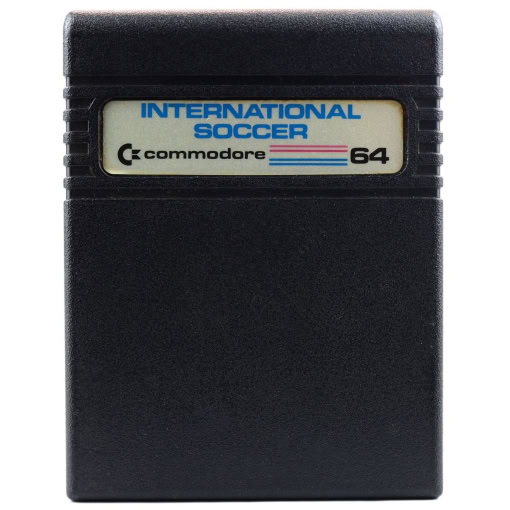 INTERNATIONAL
SOCCER
commodore 64